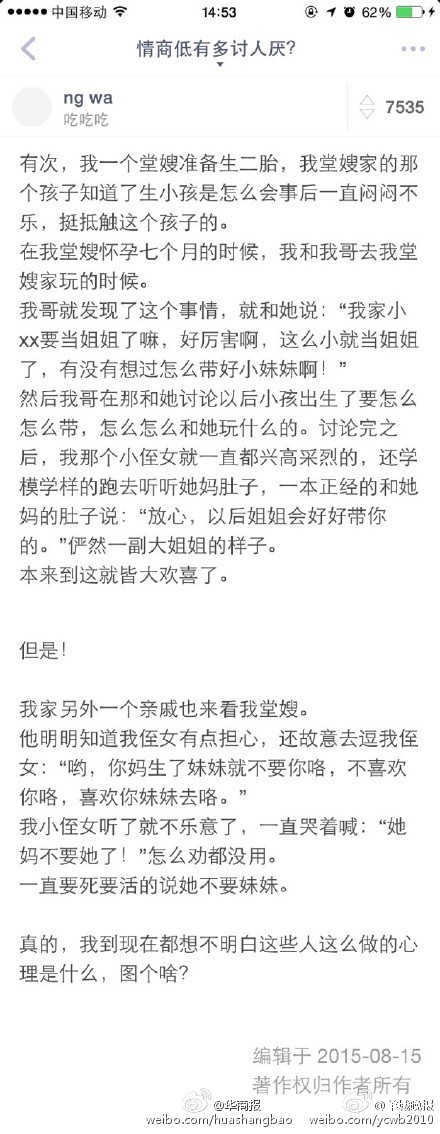 中国移动
14:53
62%
情商低有多讨人厌?
ng wa
吃吃吃
7535
有次，我一个堂嫂准备生二胎，我堂嫂家的那
个孩子知道了生小孩是怎么会事后一直闷闷不
乐，挺抵触这个孩子的。
在我堂嫂怀孕七个月的时候，我和我哥去我堂
嫂家玩的时候。
我哥就发现了这个事情，就和她说：“我家小
xx要当姐姐了嘛，好厉害啊，这么小就当姐姐
了，有没有想过怎么带好小妹妹啊！”
然后我哥在那和她讨论以后小孩出生了要怎么
怎么带，怎么怎么和她玩什么的。讨论完之
后，我那个小侄女就一直都兴高采烈的，还学
模学样的跑去听听她妈肚子，一本正经的和她
妈的肚子说：“放心，以后姐姐会好好带你
的。”俨然一副大姐姐的样子。
本来到这就皆大欢喜了。
但是！
我家另外一个亲戚也来看我堂嫂。
他明明知道我侄女有点担心，还故意去逗我侄
女：“哟，你妈生了妹妹就不要你咯，不喜欢
你咯，喜欢你妹妹去咯。”
我小侄女听了就不乐意了，一直哭着喊：“她
妈不要她了！”怎么劝都没用。
一直要死要活的说她不要妹妹。
真的，我到现在都想不明白这些人这么做的心
理是什么，图个啥？
编辑于 2015-08-15
著作权归作者所有
@华商报
weibo.com/huashangbao
weibo.com/ycwb2010